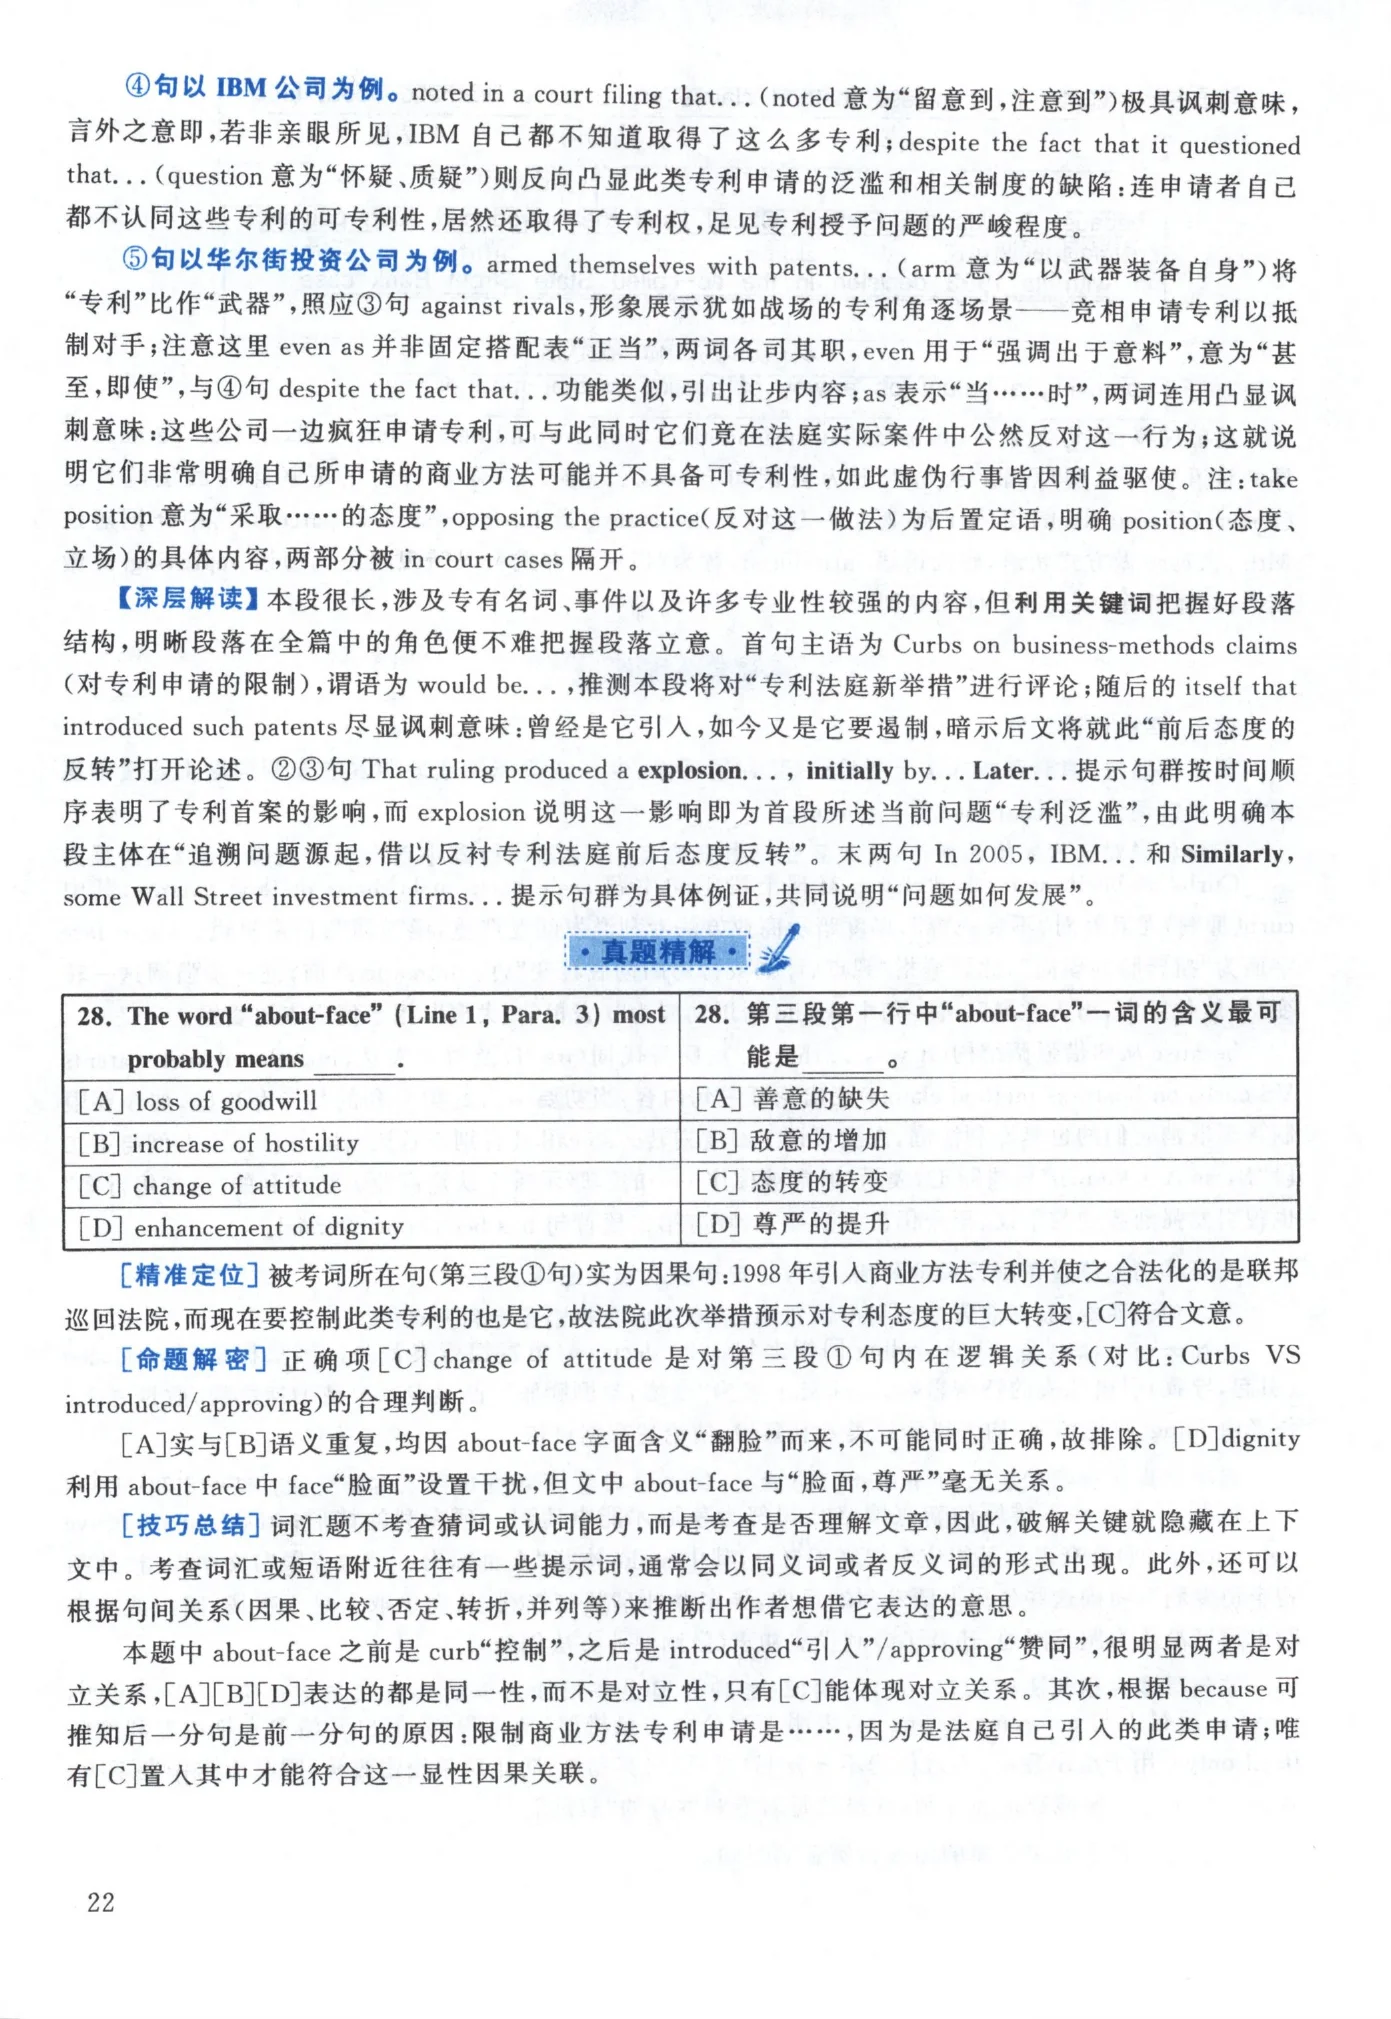 ④句以 IBM 公司为例。noted in a court filing that...(noted 意为“留意到,注意到”)极具讽刺意味,
言外之意即,若非亲眼所见,IBM 自己都不知道取得了这么多专利;despite the fact that it questioned
that...(question 意为“怀疑、质疑”)则反向凸显此类专利申请的泛滥和相关制度的缺陷:连申请者自己
都不认同这些专利的可专利性,居然还取得了专利权,足见专利授予问题的严峻程度。
⑤句以华尔街投资公司为例。armed themselves with patents...(arm 意为“以武器装备自身”)将
“专利”比作“武器”,照应③句 against rivals,形象展示犹如战场的专利角逐场景——竞相申请专利以抵
制对手;注意这里 even as 并非固定搭配表“正当”,两词各司其职,even 用于“强调出于意料”,意为“甚
至,即使”,与④句 despite the fact that...功能类似,引出让步内容;as 表示“当……时”,两词连用凸显讽
刺意味:这些公司一边疯狂申请专利,可与此同时它们竟在法庭实际案件中公然反对这一行为;这就说
明它们非常明确自己所申请的商业方法可能并不具备可专利性,如此虚伪行事皆因利益驱使。注:take
position 意为“采取……的态度”,opposing the practice(反对这一做法)为后置定语,明确 position(态度、
立场)的具体内容,两部分被 in court cases 隔开。
【深层解读】本段很长,涉及专有名词、事件以及许多专业性较强的内容,但利用关键词把握好段落
结构,明晰段落在全篇中的角色便不难把握段落立意。首句主语为 Curbs on business-methods claims
(对专利申请的限制),谓语为 would be...,推测本段将对“专利法庭新举措”进行评论;随后的 itself that
introduced such patents 尽显讽刺意味:曾经是它引入,如今又是它要遏制,暗示后文将就此“前后态度的
反转”打开论述。②③句 That ruling produced a explosion..., initially by... Later...提示句群按时间顺
序表明了专利首案的影响,而 explosion 说明这一影响即为首段所述当前问题“专利泛滥”,由此明确本
段主体在“追溯问题源起,借以反衬专利法庭前后态度反转”。末两句 In 2005, IBM... 和 Similarly,
some Wall Street investment firms...提示句群为具体例证,共同说明“问题如何发展”。
·真题精解·
28. The word “about-face” (Line 1, Para. 3) most
probably means ______.
28. 第三段第一行中“about-face”一词的含义最可
能是______。
[A] loss of goodwill
[A] 善意的缺失
[B] increase of hostility
[B] 敌意的增加
[C] change of attitude
[C] 态度的转变
[D] enhancement of dignity
[D] 尊严的提升
[精准定位] 被考词所在句(第三段①句)实为因果句:1998 年引入商业方法专利并使之合法化的是联邦
巡回法院,而现在要控制此类专利的也是它,故法院此次举措预示对专利态度的巨大转变,[C]符合文意。
[命题解密] 正确项[C] change of attitude 是对第三段①句内在逻辑关系(对比:Curbs VS
introduced/approving)的合理判断。
[A]实与[B]语义重复,均因 about-face 字面含义“翻脸”而来,不可能同时正确,故排除。[D]dignity
利用 about-face 中 face“脸面”设置干扰,但文中 about-face 与“脸面,尊严”毫无关系。
[技巧总结] 词汇题不考查猜词或认词能力,而是考查是否理解文章,因此,破解关键就隐藏在上下
文中。考查词汇或短语附近往往有一些提示词,通常会以同义词或者反义词的形式出现。此外,还可以
根据句间关系(因果、比较、否定、转折,并列等)来推断出作者想借它表达的意思。
本题中 about-face 之前是 curb“控制”,之后是 introduced“引入”/approving“赞同”,很明显两者是对
立关系,[A][B][D]表达的都是同一性,而不是对立性,只有[C]能体现对立关系。其次,根据 because 可
推知后一分句是前一分句的原因:限制商业方法专利申请是……,因为是法庭自己引入的此类申请;唯
有[C]置入其中才能符合这一显性因果关联。
22